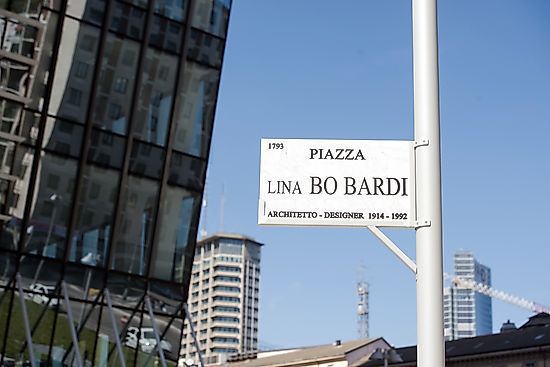 1793
PIAZZA
LINA BO BARDI
ARCHITETTO - DESIGNER 1914 - 1992